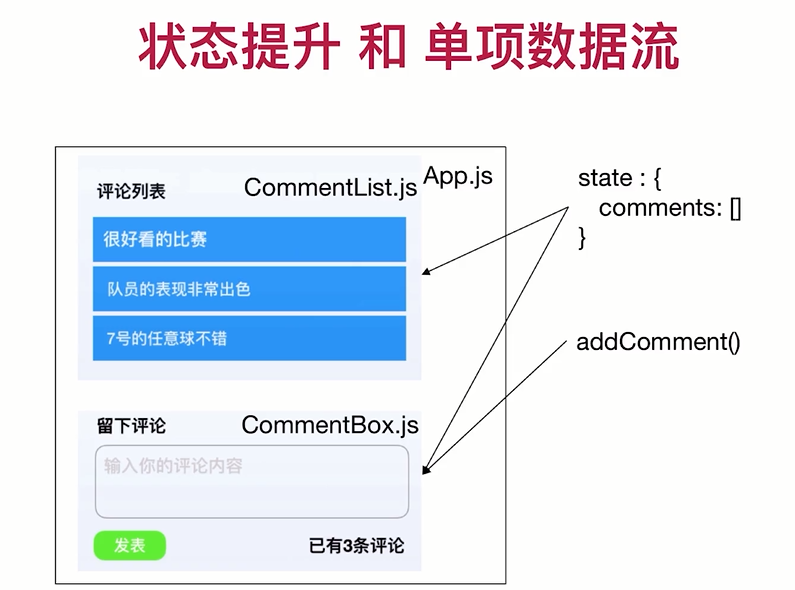 状态提升 和 单项数据流
评论列表
CommentList.js
App.js
很好看的比赛
队员的表现非常出色
7号的任意球不错
state : {
comments: []
}
addComment()
留下评论
CommentBox.js
输入你的评论内容
发表
已有3条评论